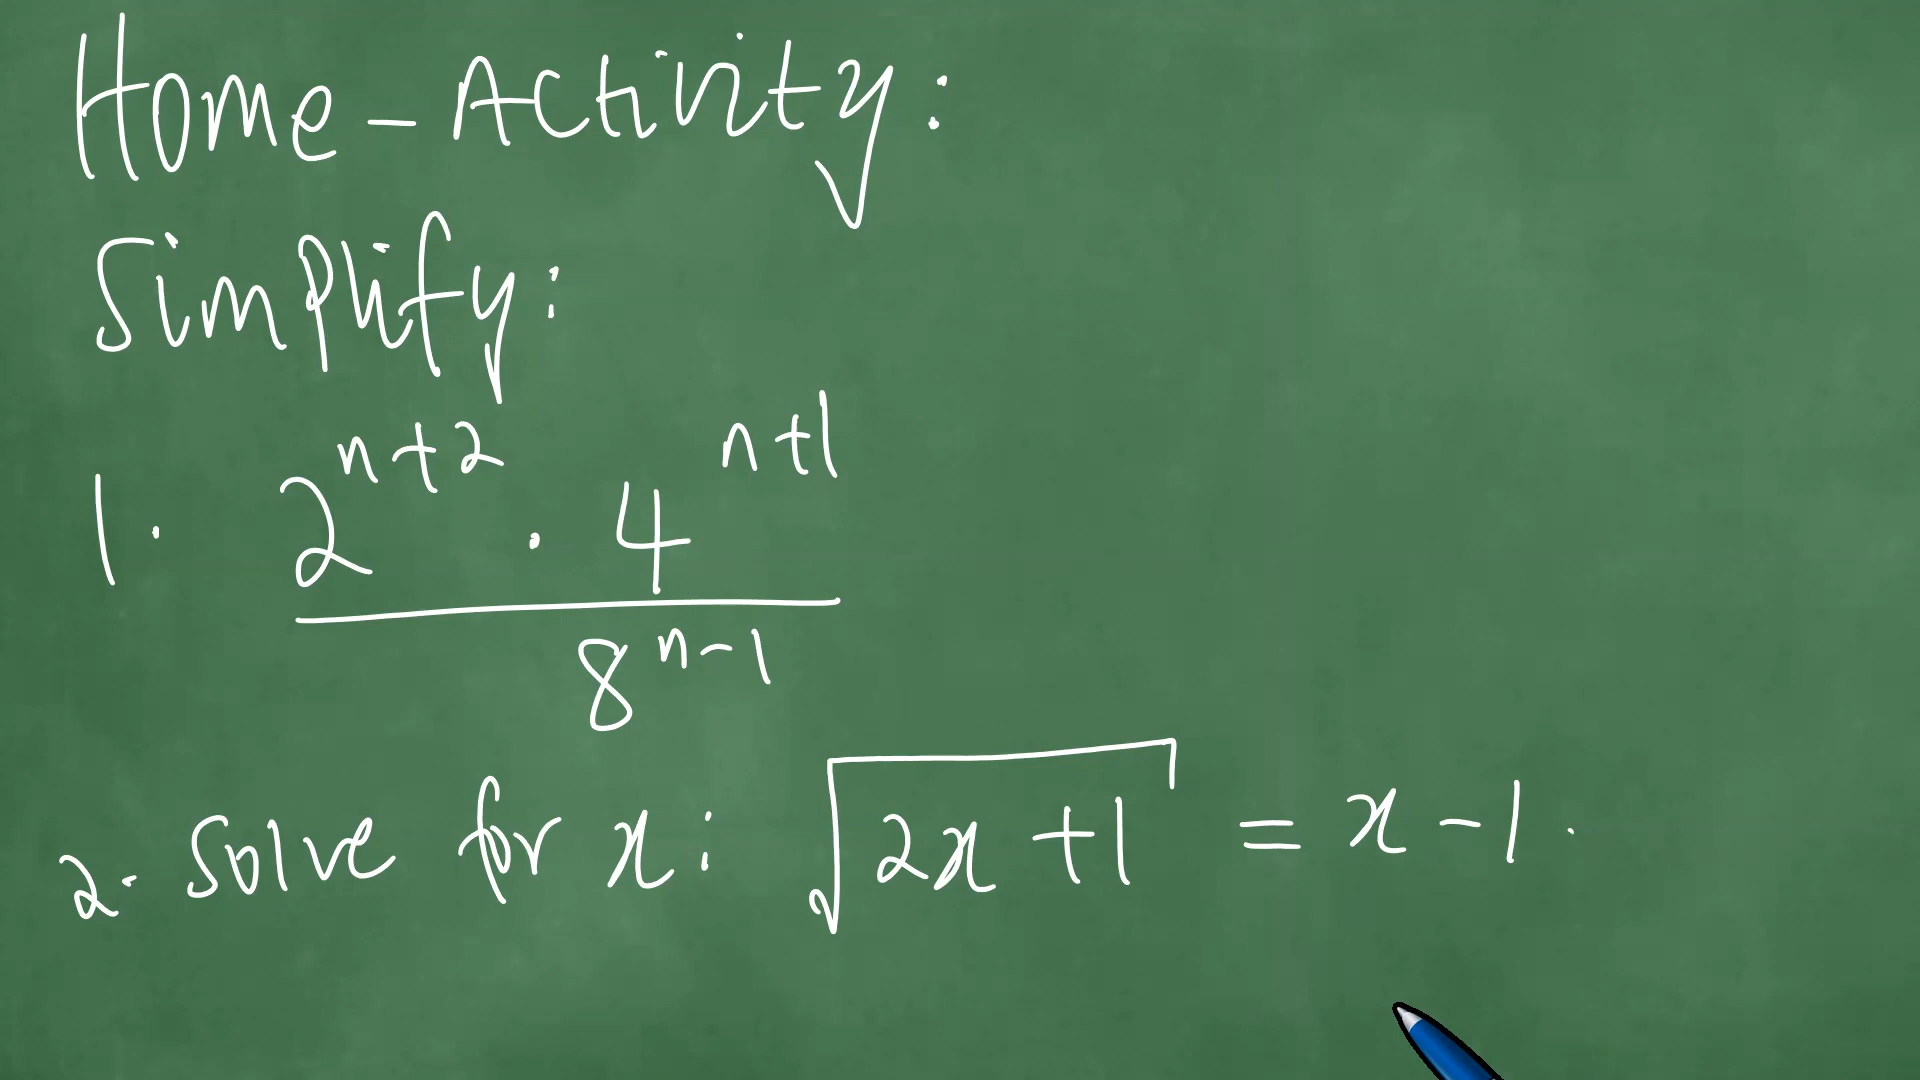 Home-Activity:
Simplify:
1. 2^{n+2} · 4^{n+1} / 8^{n-1}
2. Solve for x: √(2x+1) = x-1.